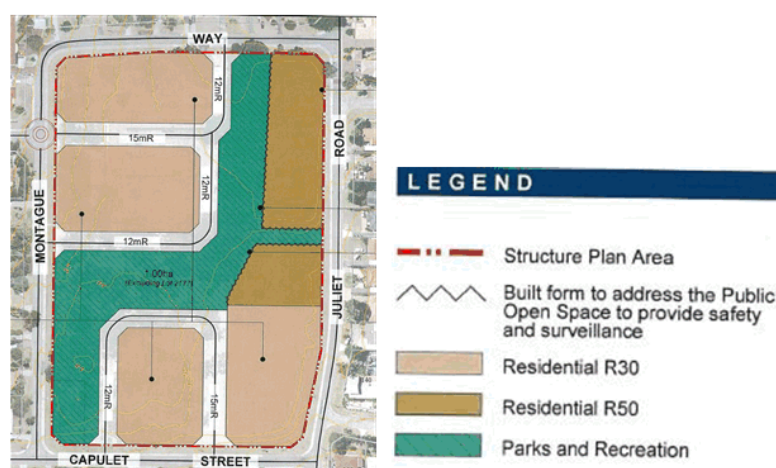 WAY
12mR
15mR
ROAD
12mR
MONTAGUE
12mR
1.00ha
JULIET
12mR
15mR
CAPULET STREET
LEGEND
Structure Plan Area
Built form to address the Public
Open Space to provide safety
and surveillance
Residential R30
Residential R50
Parks and Recreation